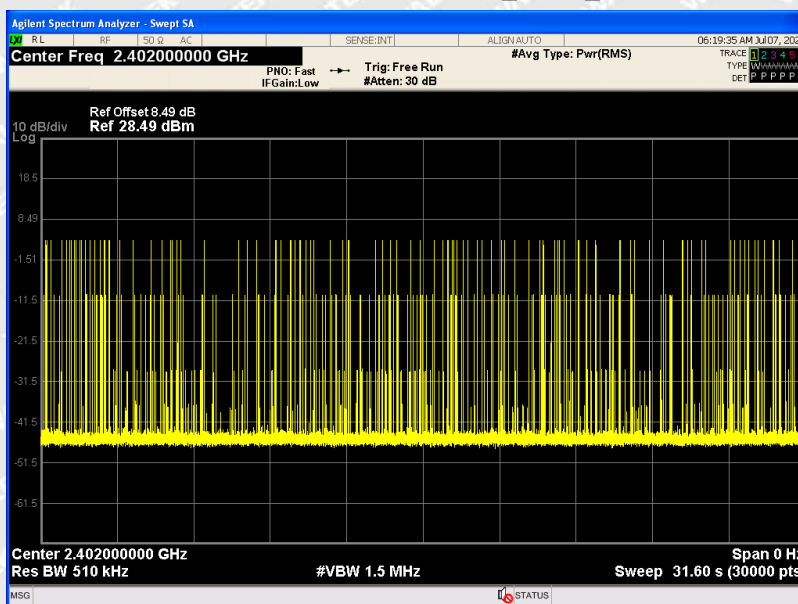 Agilent Spectrum Analyzer - Swept SA
LXI RL RF 50 Ω AC SENSE:INT ALIGN AUTO 06:19:35 AM Jul 07, 202
Center Freq 2.402000000 GHz #Avg Type: Pwr(RMS) TRACE 1 2 3 4 5
PNO: Fast Trig: Free Run TYPE
IFGain:Low #Atten: 30 dB DET P P P P P
Ref Offset 8.49 dB
10 dB/div Ref 28.49 dBm
Log
18.5
8.49
-1.51
-11.5
-21.5
-31.5
-41.5
-51.5
-61.5
Center 2.402000000 GHz Span 0 Hz
Res BW 510 kHz #VBW 1.5 MHz Sweep 31.60 s (30000 pts
MSG STATUS